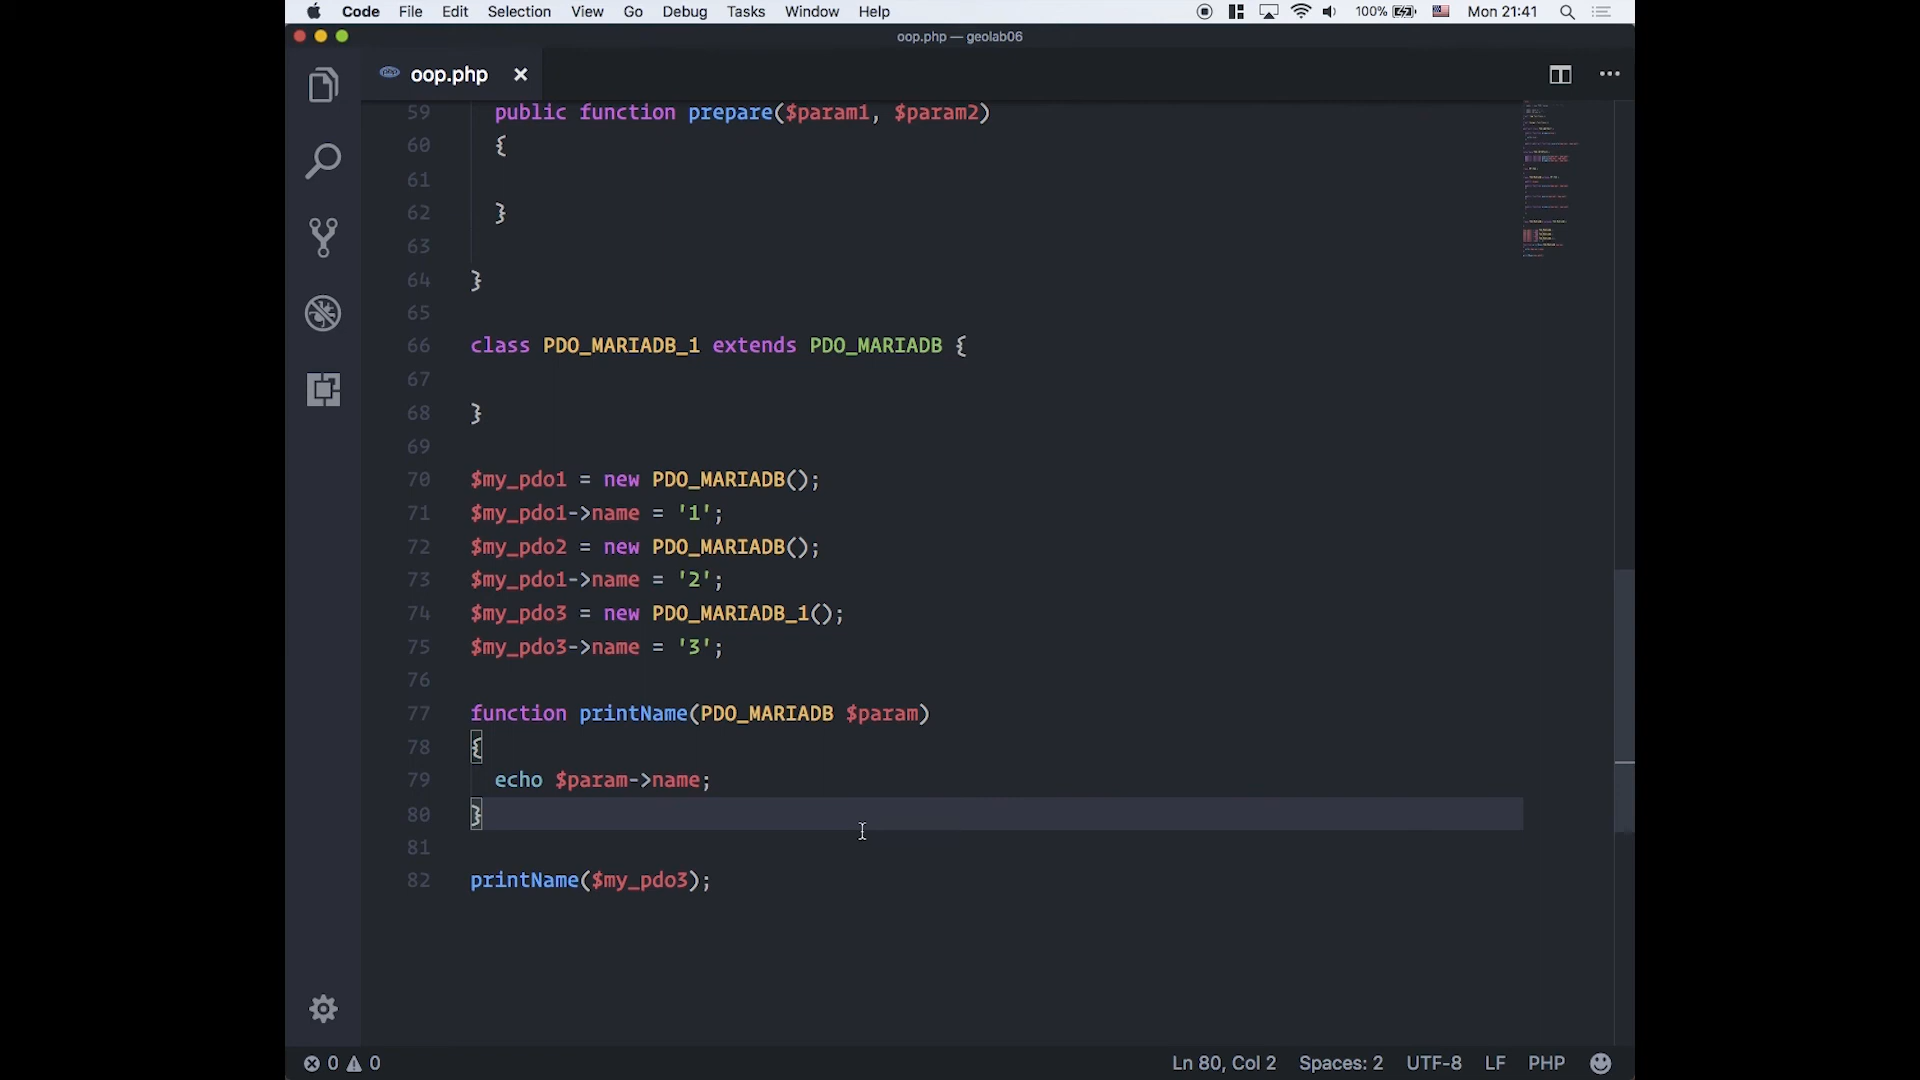 Code File Edit Selection View Go Debug Tasks Window Help 100% Mon 21:41
oop.php — geolab06
php oop.php
59 public function prepare($param1, $param2)
60 {
61
62 }
63
64 }
65
66 class PDO_MARIADB_1 extends PDO_MARIADB {
67
68 }
69
70 $my_pdo1 = new PDO_MARIADB();
71 $my_pdo1->name = '1';
72 $my_pdo2 = new PDO_MARIADB();
73 $my_pdo1->name = '2';
74 $my_pdo3 = new PDO_MARIADB_1();
75 $my_pdo3->name = '3';
76
77 function printName(PDO_MARIADB $param)
78 {
79 echo $param->name;
80 }
81
82 printName($my_pdo3);
0 0 Ln 80, Col 2 Spaces: 2 UTF-8 LF PHP